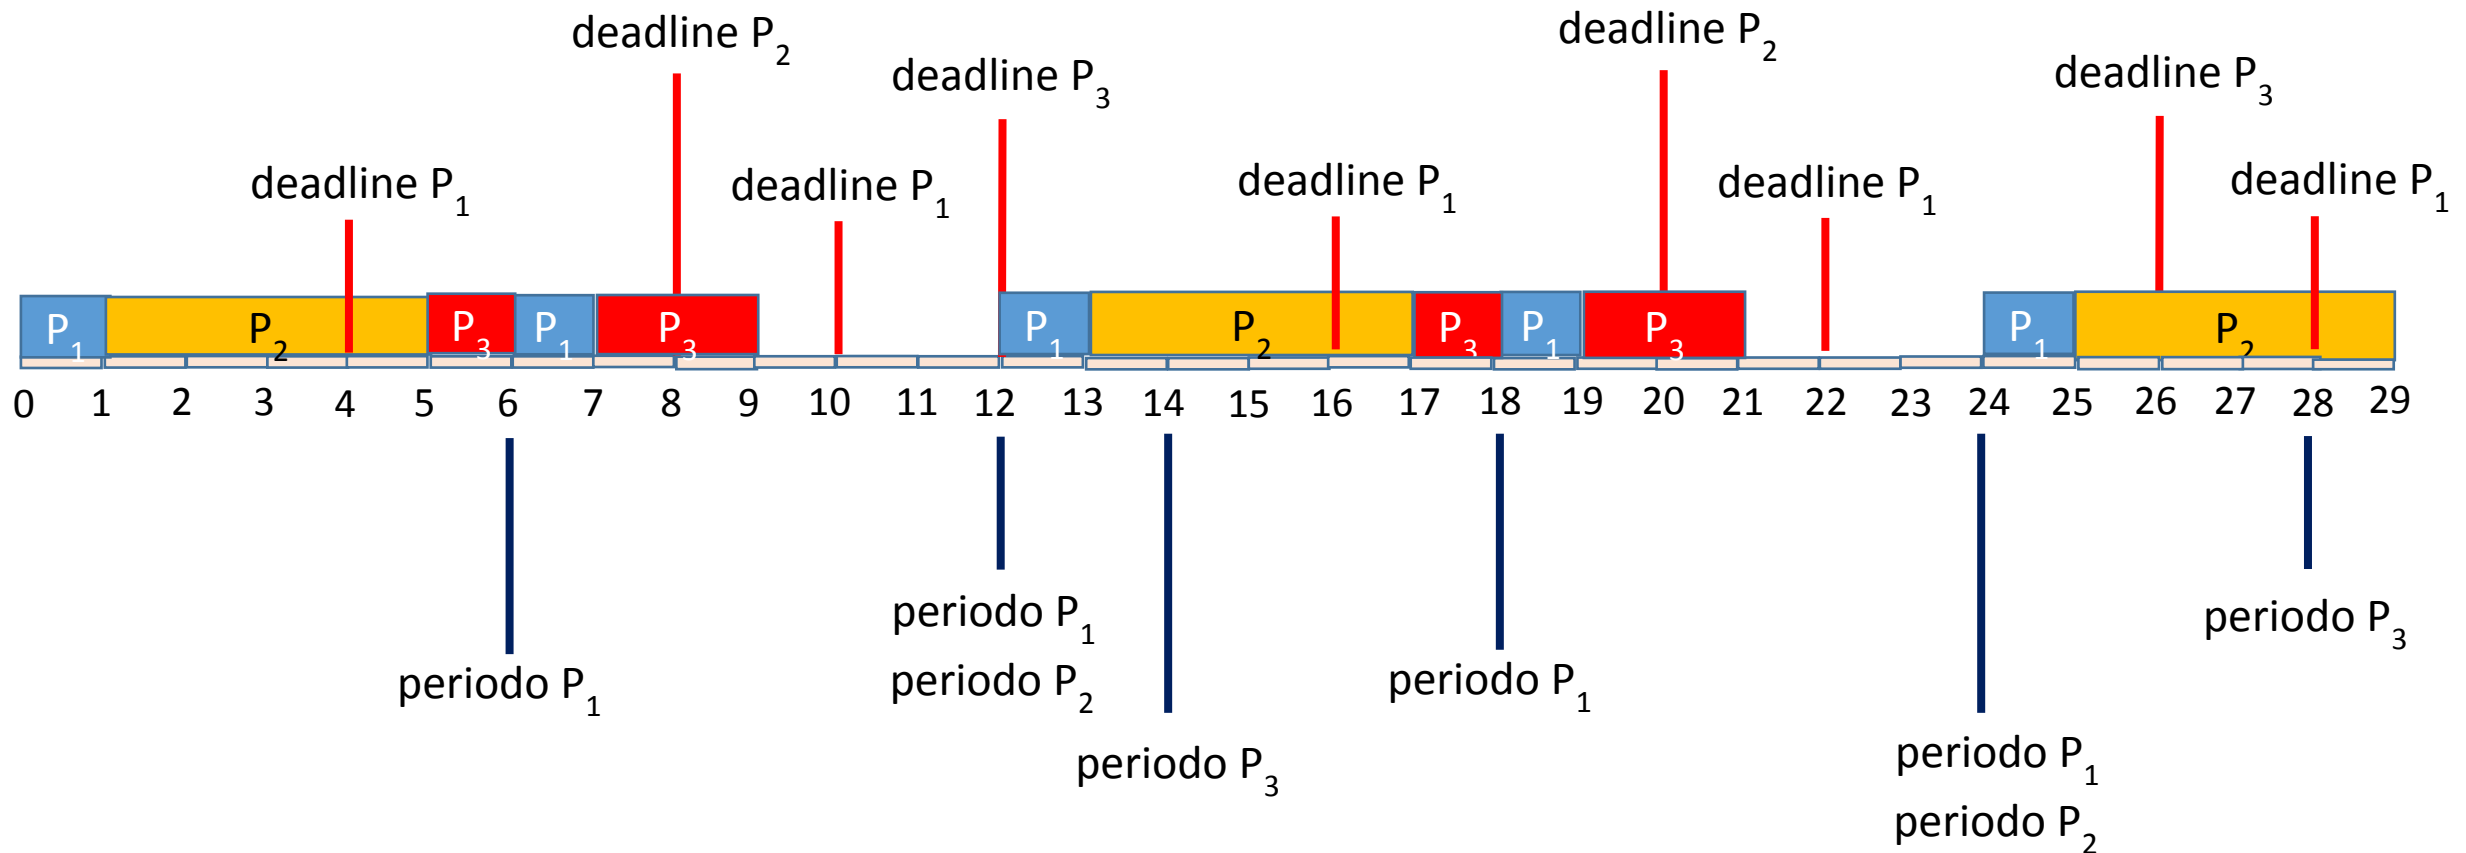 deadline P2
deadline P2
deadline P3
deadline P3
deadline P1
deadline P1
deadline P1
deadline P1
deadline P1
P1 P2 P3 P1 P3 P1 P2 P3 P1 P3 P1 P2
0 1 2 3 4 5 6 7 8 9 10 11 12 13 14 15 16 17 18 19 20 21 22 23 24 25 26 27 28 29
periodo P1
periodo P3
periodo P1
periodo P2
periodo P1
periodo P3
periodo P1
periodo P2